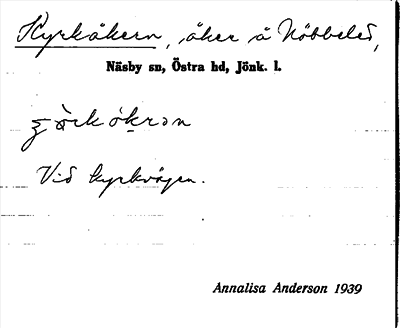 Kyrkåkern, åker å Nöbbeled,
Näsby sn, Östra hd, Jönk. l.
Vid kyrkvägen.
Annalisa Anderson 1939